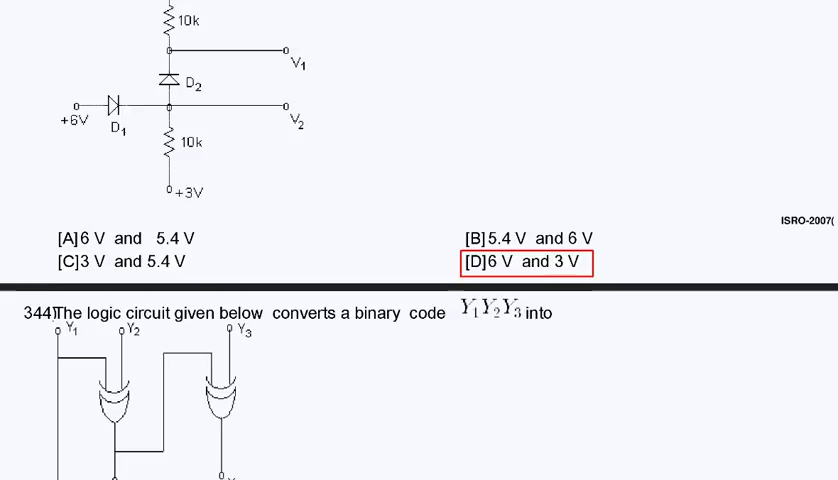 10k
V1
D2
+6V
D1
V2
10k
+3V
ISRO-2007(
[A]6 V and 5.4 V
[B]5.4 V and 6 V
[C]3 V and 5.4 V
[D]6 V and 3 V
344)The logic circuit given below converts a binary code Y1Y2Y3 into
Y1
Y2
Y3